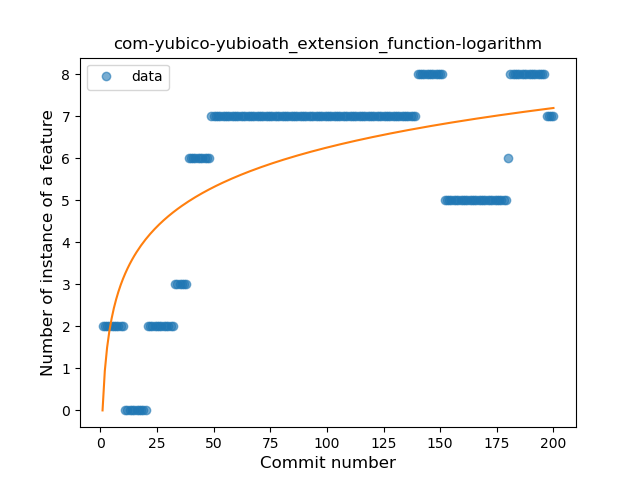 com-yubico-yubioath_extension_function-logarithm
data
8
7
6
5
4
3
2
1
0
Number of instance of a feature
0 25 50 75 100 125 150 175 200
Commit number